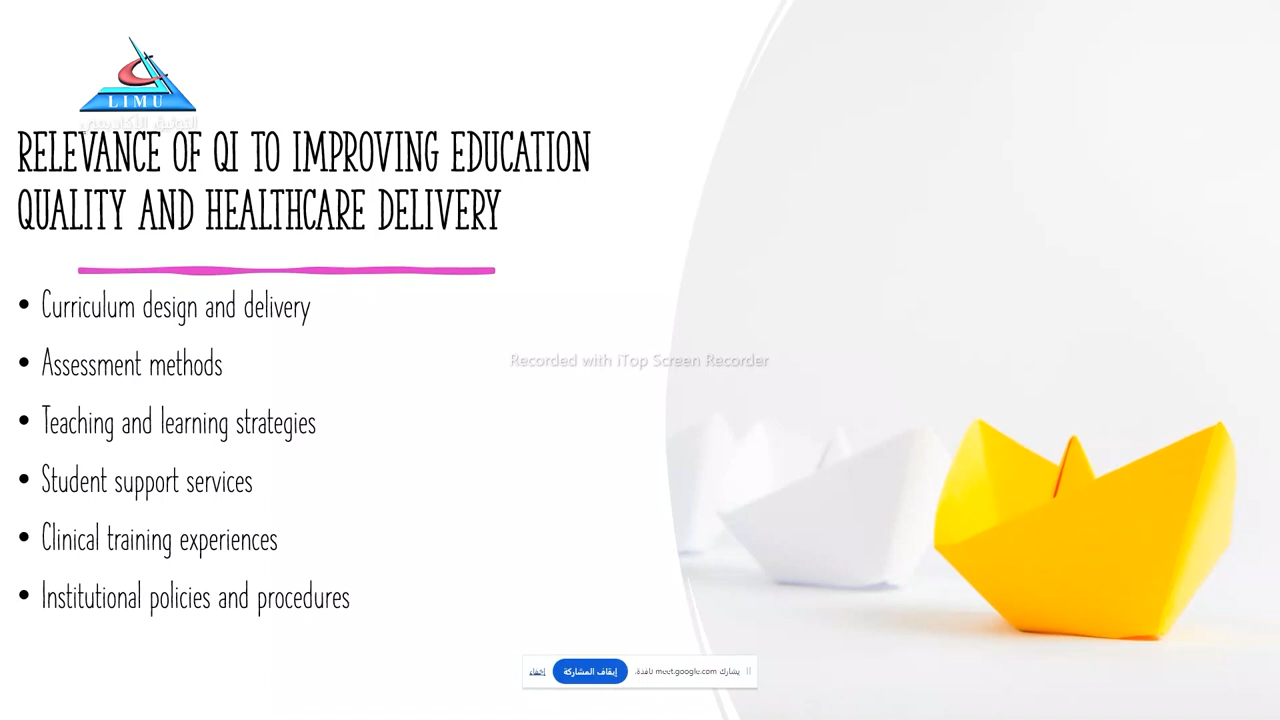 LIMU
RELEVANCE OF QI TO IMPROVING EDUCATION
QUALITY AND HEALTHCARE DELIVERY
• Curriculum design and delivery
• Assessment methods
• Teaching and learning strategies
• Student support services
• Clinical training experiences
• Institutional policies and procedures
Recorded with iTop Screen Recorder
يشارك meet.google.com نافذة.
إيقاف المشاركة
إخفاء